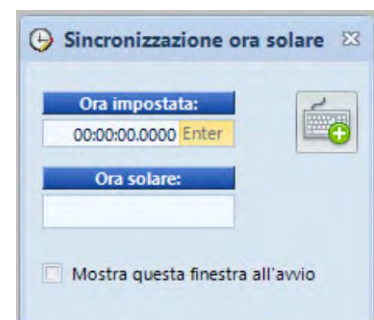 Sincronizzazione ora solare
Ora impostata:
00:00:00.0000 Enter
Ora solare:
Mostra questa finestra all'avvio